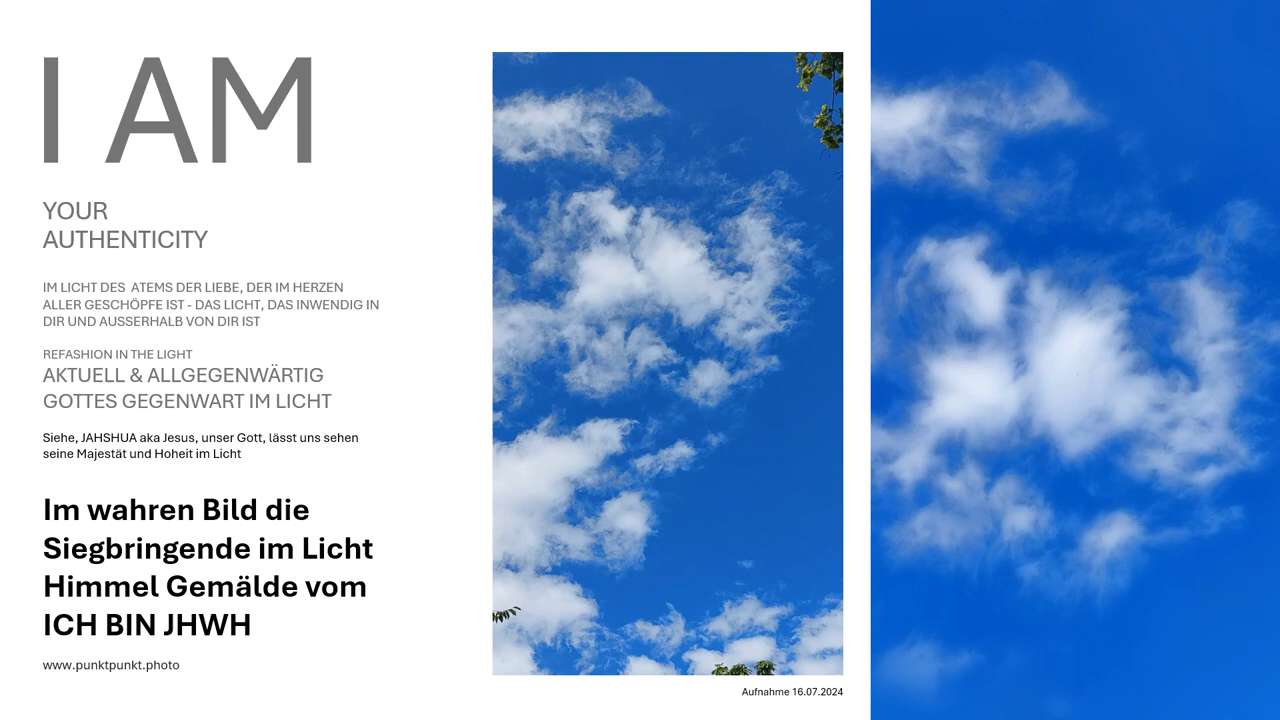 I AM
YOUR
AUTHENTICITY
IM LICHT DES  ATEMS DER LIEBE, DER IM HERZEN
ALLER GESCHÖPFE IST - DAS LICHT, DAS INWENDIG IN
DIR UND AUSSERHALB VON DIR IST
REFASHION IN THE LIGHT
AKTUELL & ALLGEGENWÄRTIG
GOTTES GEGENWART IM LICHT
Siehe, JAHSHUA aka Jesus, unser Gott, lässt uns sehen
seine Majestät und Hoheit im Licht
Im wahren Bild die
Siegbringende im Licht
Himmel Gemälde vom
ICH BIN JHWH
www.punktpunkt.photo
Aufnahme 16.07.2024